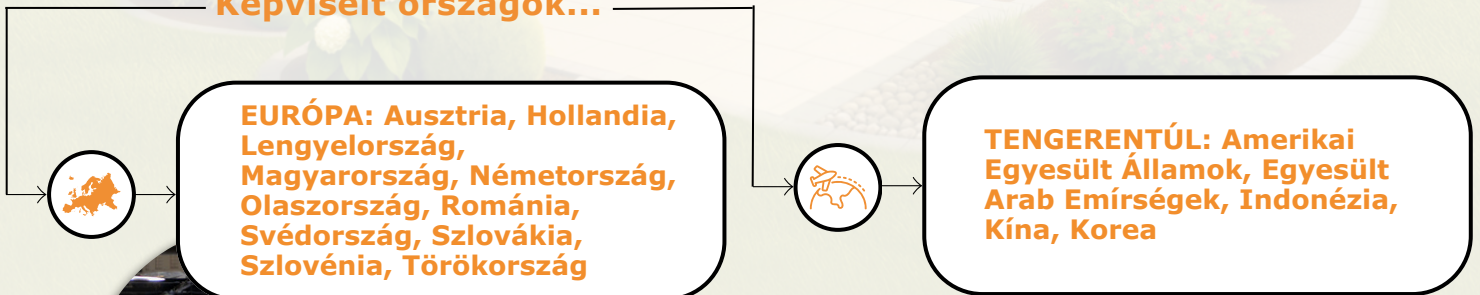 Képviselt országok...
EURÓPA: Ausztria, Hollandia,
Lengyelország,
Magyarország, Németország,
Olaszország, Románia,
Svédország, Szlovákia,
Szlovénia, Törökország
TENGERENTÚL: Amerikai
Egyesült Államok, Egyesült
Arab Emírségek, Indonézia,
Kína, Korea